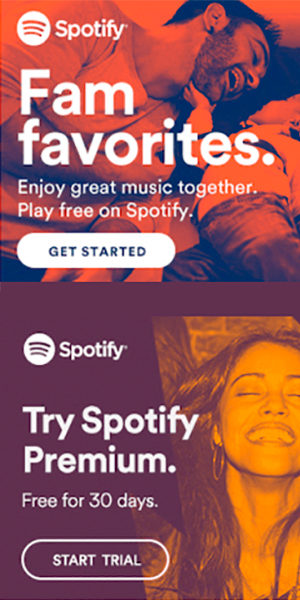 Spotify
Fam
favorites.
Enjoy great music together.
Play free on Spotify.
GET STARTED
Spotify
Try Spotify
Premium.
Free for 30 days.
START TRIAL